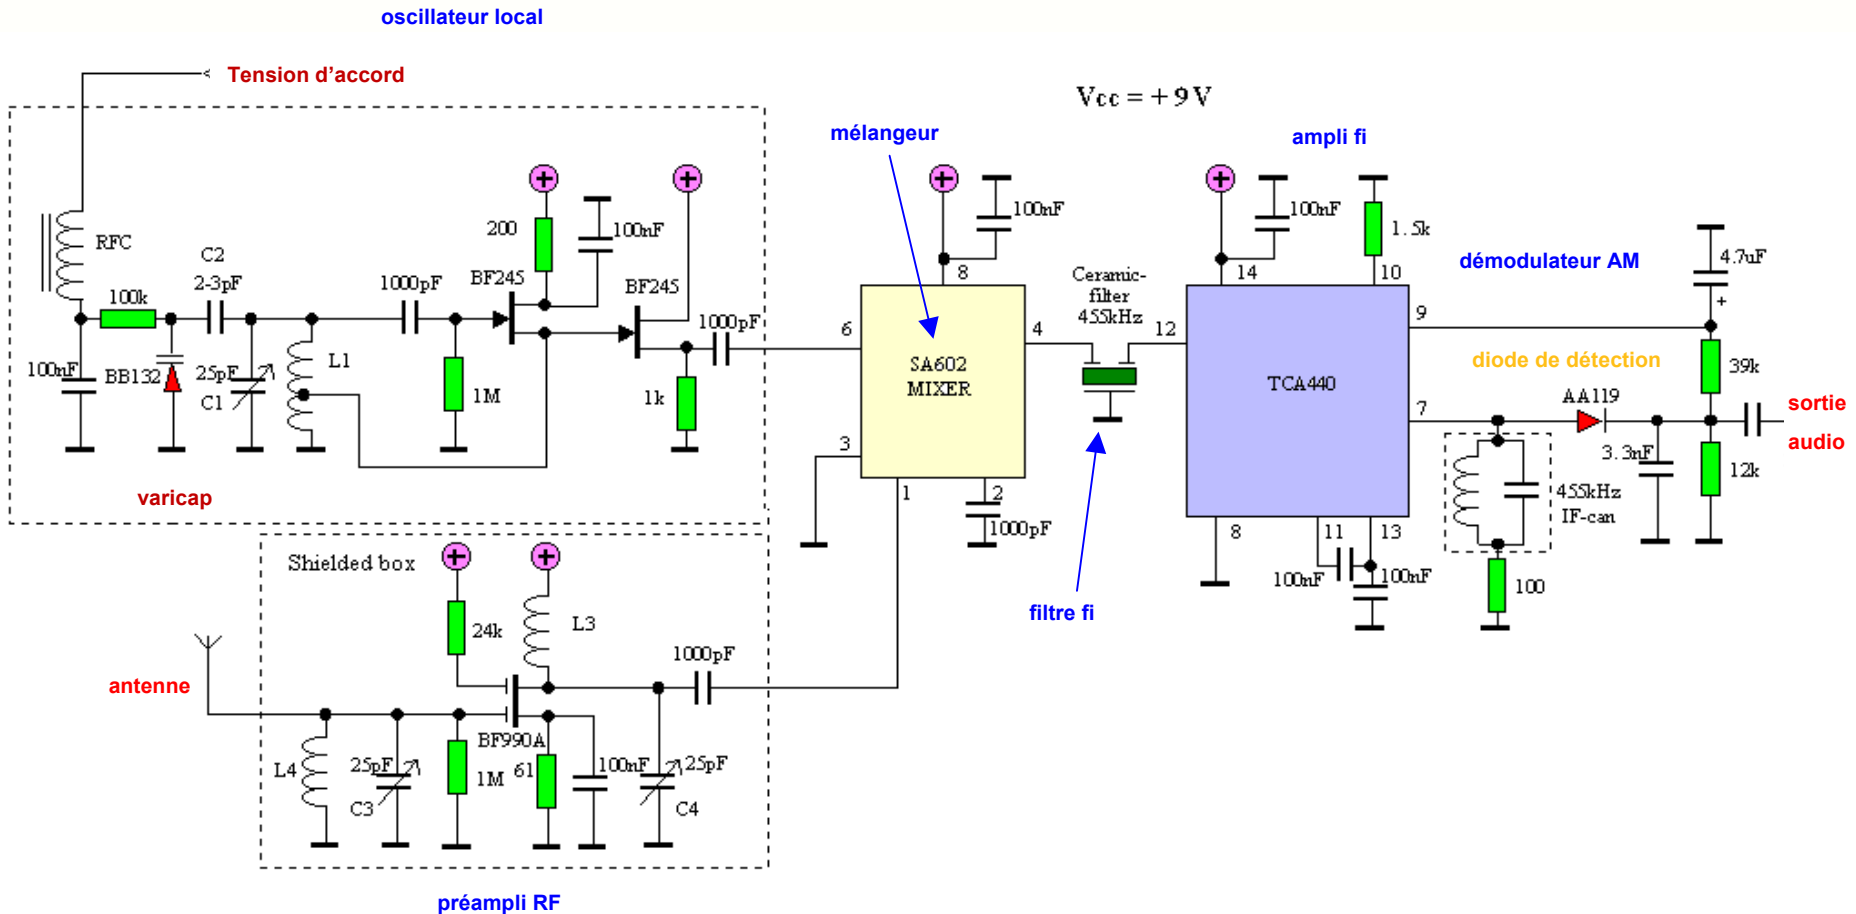 oscillateur local
Tension d'accord
Vcc = + 9 V
mélangeur
ampli fi
RFC
C2
2-3pF
100k
100nF
BB132
25pF
C1
L1
1000pF
1M
200
BF245
100nF
BF245
1000pF
1k
varicap
100nF
8
6
4
SA602
MIXER
3
1
2
1000pF
Ceramic-
filter
455kHz
filtre fi
100nF
1.5k
14
10
12
9
TCA440
7
8
11
13
100nF
100nF
démodulateur AM
4.7uF
+
diode de détection
39k
AA119
sortie
audio
3.3nF
12k
455kHz
IF-can
100
Shielded box
24k
L3
1000pF
antenne
BF990A
L4
25pF
C3
1M
61
100nF
25pF
C4
préampli RF